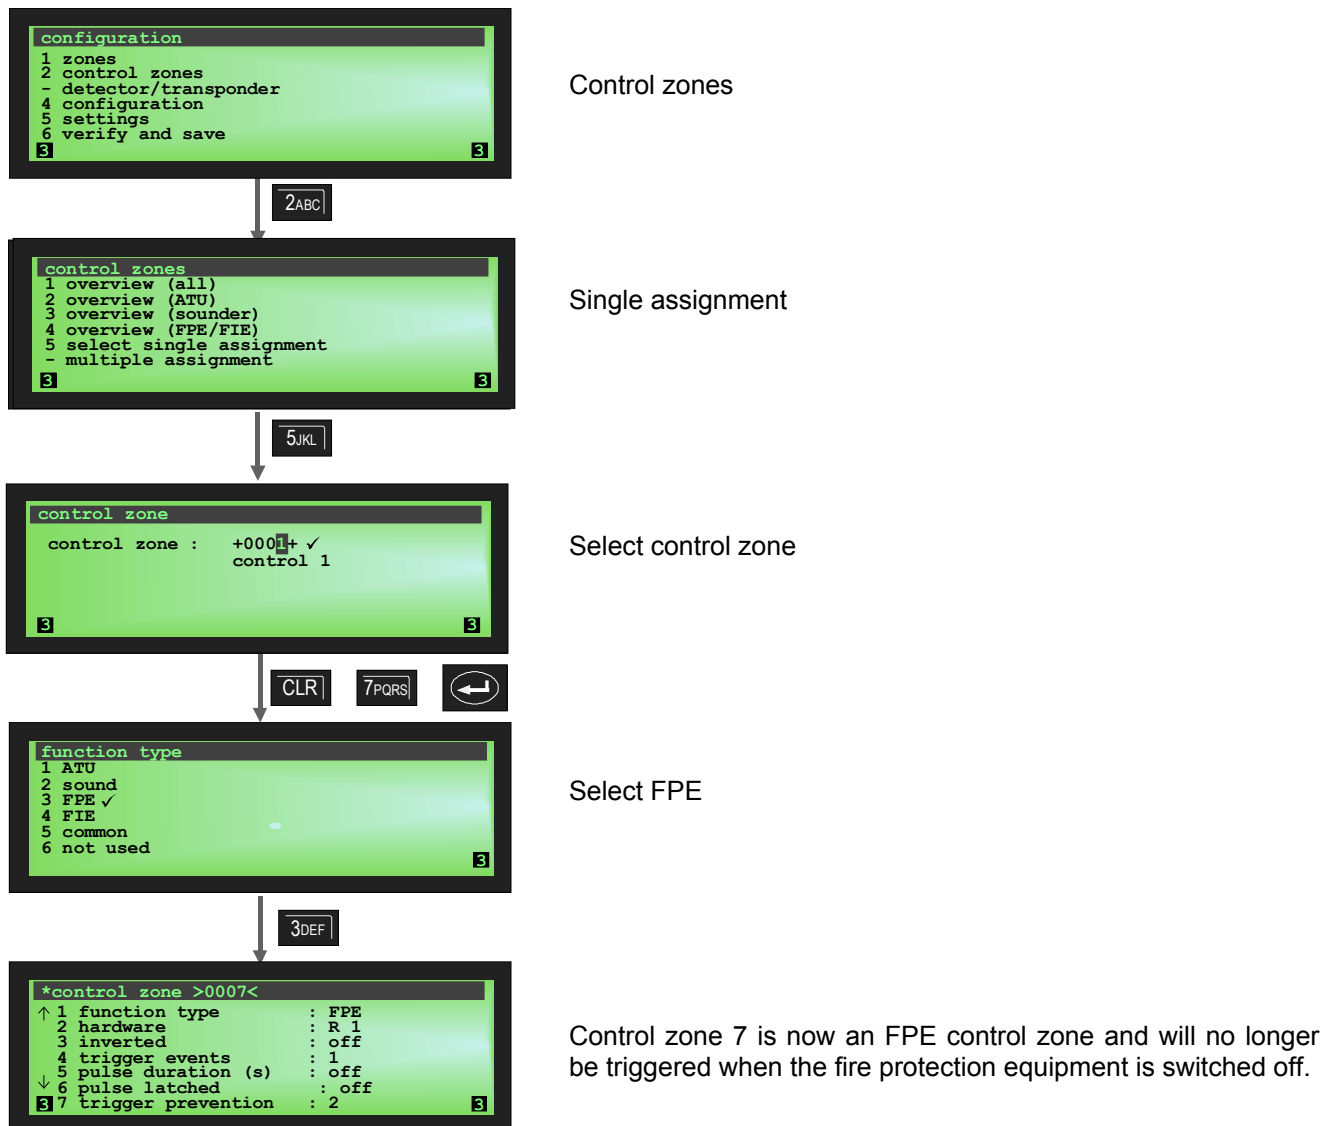 configuration
1 zones
2 control zones
- detector/transponder
4 configuration
5 settings
6 verify and save
3 3
Control zones
2ABC
control zones
1 overview (all)
2 overview (ATU)
3 overview (sounder)
4 overview (FPE/FIE)
5 select single assignment
- multiple assignment
3 3
Single assignment
5JKL
control zone
control zone : +0001+ ✓
control 1
3 3
Select control zone
CLR 7PQRS
function type
1 ATU
2 sound
3 FPE ✓
4 FIE
5 common
6 not used
3
Select FPE
3DEF
*control zone >0007<
↑ 1 function type : FPE
2 hardware : R 1
3 inverted : off
4 trigger events : 1
5 pulse duration (s) : off
↓ 6 pulse latched : off
3 7 trigger prevention : 2 3
Control zone 7 is now an FPE control zone and will no longer
be triggered when the fire protection equipment is switched off.